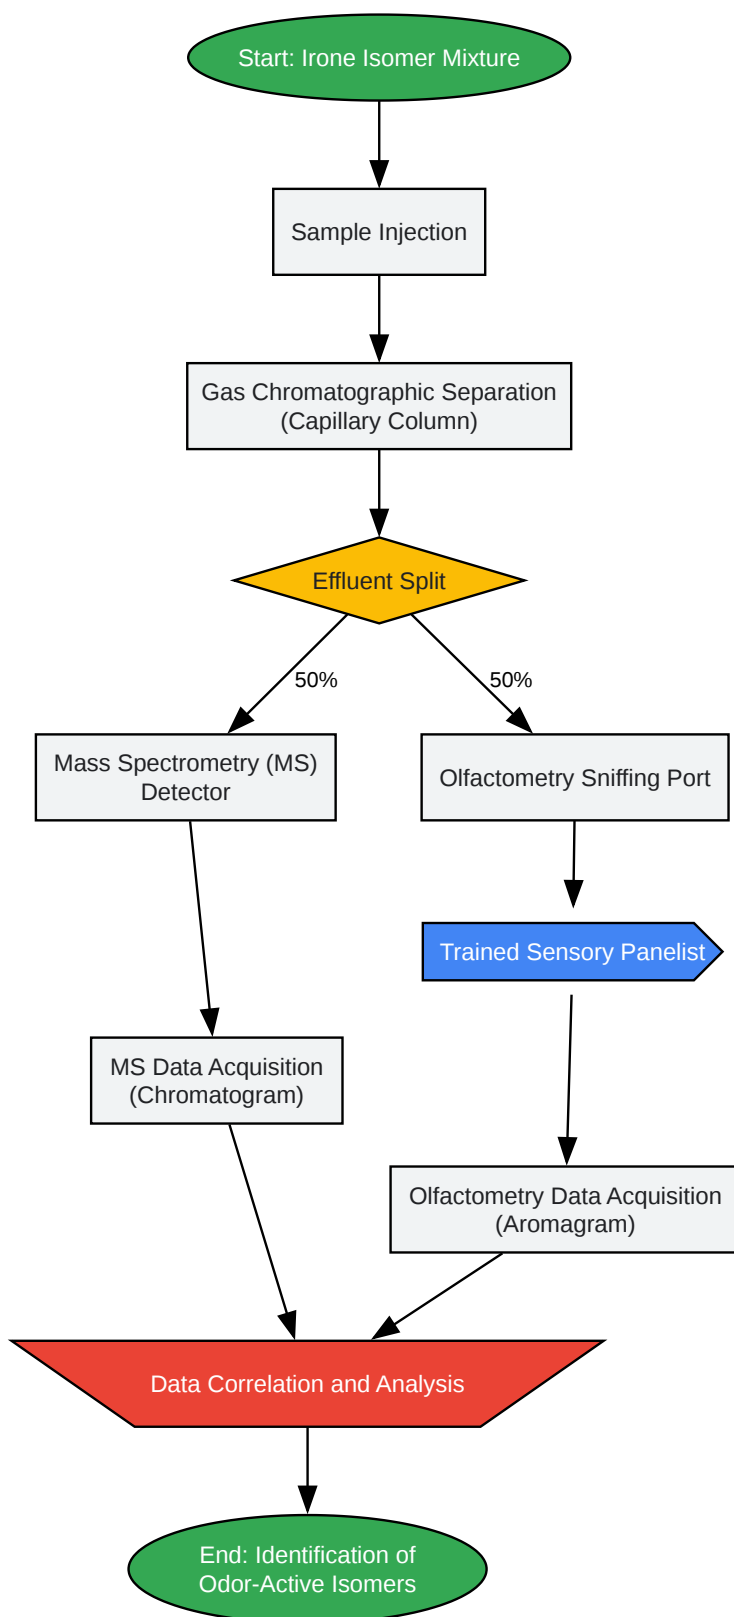 Start: Irone Isomer Mixture
Sample Injection
Gas Chromatographic Separation
(Capillary Column)
Effluent Split
50%
50%
Mass Spectrometry (MS)
Detector
Olfactometry Sniffing Port
Trained Sensory Panelist
MS Data Acquisition
(Chromatogram)
Olfactometry Data Acquisition
(Aromagram)
Data Correlation and Analysis
End: Identification of
Odor-Active Isomers